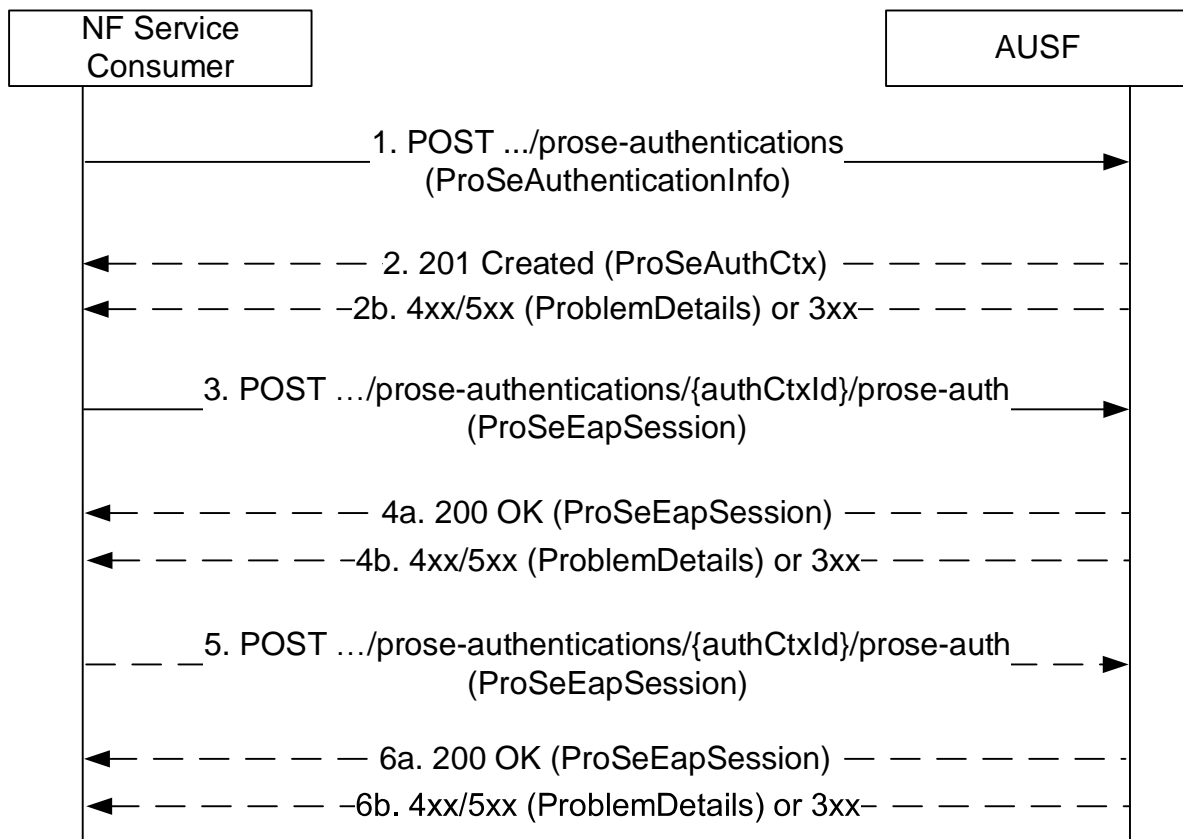 NF Service
Consumer
AUSF
1. POST .../prose-authentications
(ProSeAuthenticationInfo)
2. 201 Created (ProSeAuthCtx)
2b. 4xx/5xx (ProblemDetails) or 3xx
3. POST …/prose-authentications/{authCtxId}/prose-auth
(ProSeEapSession)
4a. 200 OK (ProSeEapSession)
4b. 4xx/5xx (ProblemDetails) or 3xx
5. POST …/prose-authentications/{authCtxId}/prose-auth
(ProSeEapSession)
6a. 200 OK (ProSeEapSession)
6b. 4xx/5xx (ProblemDetails) or 3xx